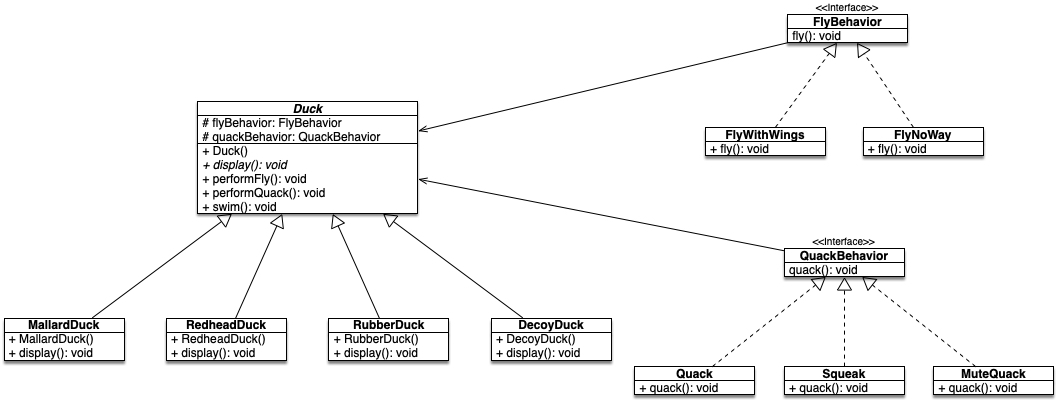 <<Interface>>
FlyBehavior
fly(): void
Duck
# flyBehavior: FlyBehavior
# quackBehavior: QuackBehavior
+ Duck()
+ display(): void
+ performFly(): void
+ performQuack(): void
+ swim(): void
FlyWithWings
+ fly(): void
FlyNoWay
+ fly(): void
<<Interface>>
QuackBehavior
quack(): void
MallardDuck
+ MallardDuck()
+ display(): void
RedheadDuck
+ RedheadDuck()
+ display(): void
RubberDuck
+ RubberDuck()
+ display(): void
DecoyDuck
+ DecoyDuck()
+ display(): void
Quack
+ quack(): void
Squeak
+ quack(): void
MuteQuack
+ quack(): void